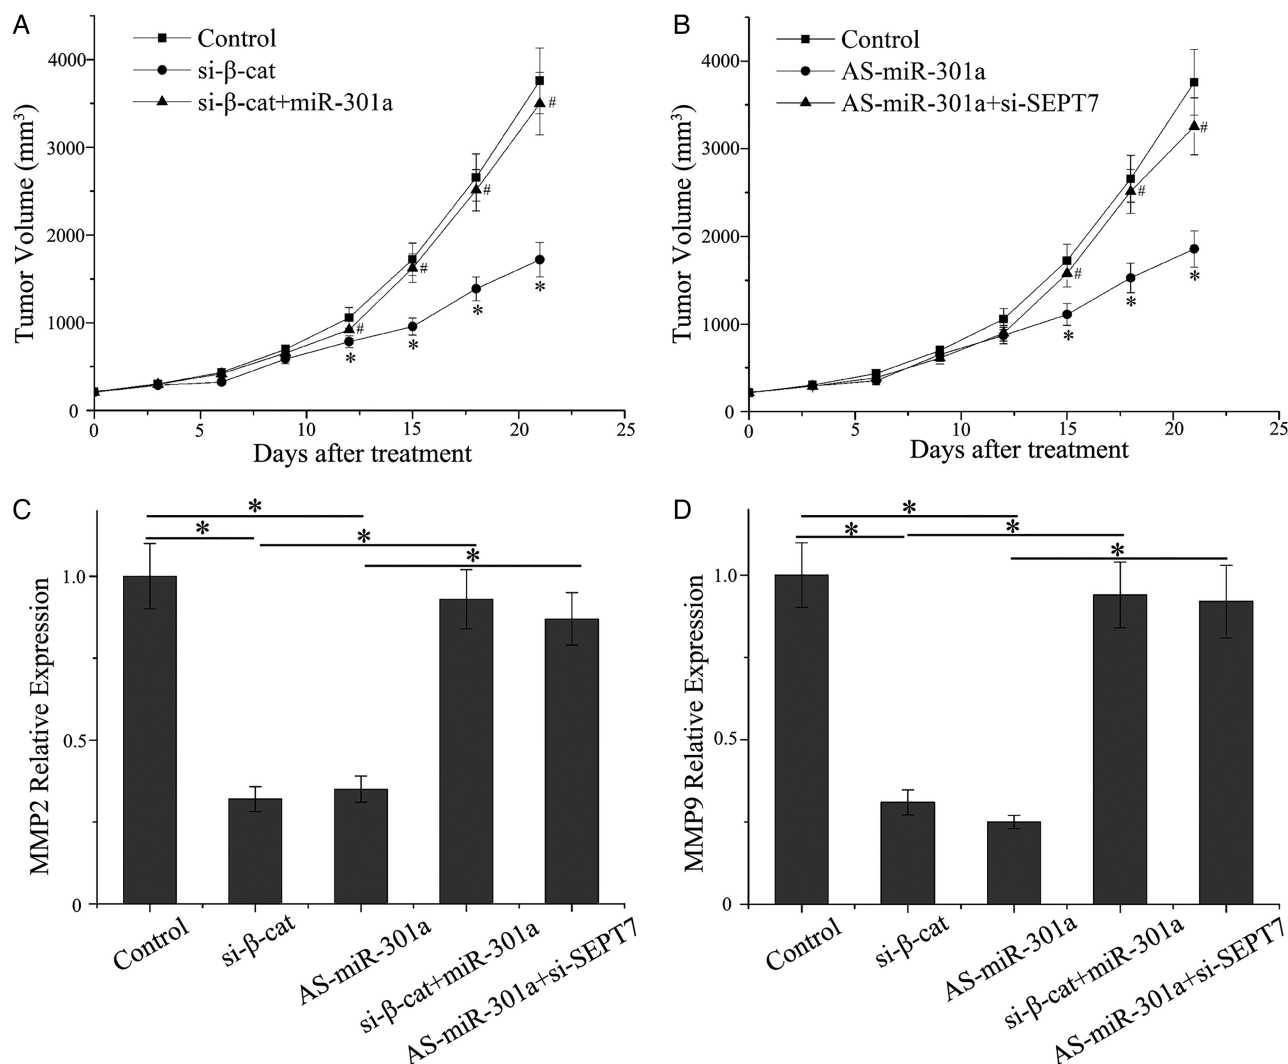 A
Control
si-β-cat
si-β-cat+miR-301a
Tumor Volume (mm³)
4000
3000
2000
1000
0
#
#
#
#
*
*
*
*
0 5 10 15 20 25
Days after treatment
B
Control
AS-miR-301a
AS-miR-301a+si-SEPT7
Tumor Volume (mm³)
4000
3000
2000
1000
0
#
#
#
*
*
*
0 5 10 15 20 25
Days after treatment
C
MMP2 Relative Expression
1.0
0.5
0
*
*
*
*
Control
si-β-cat
AS-miR-301a
si-β-cat+miR-301a
AS-miR-301a+si-SEPT7
D
MMP9 Relative Expression
1.0
0.5
0
*
*
*
*
Control
si-β-cat
AS-miR-301a
si-β-cat+miR-301a
AS-miR-301a+si-SEPT7